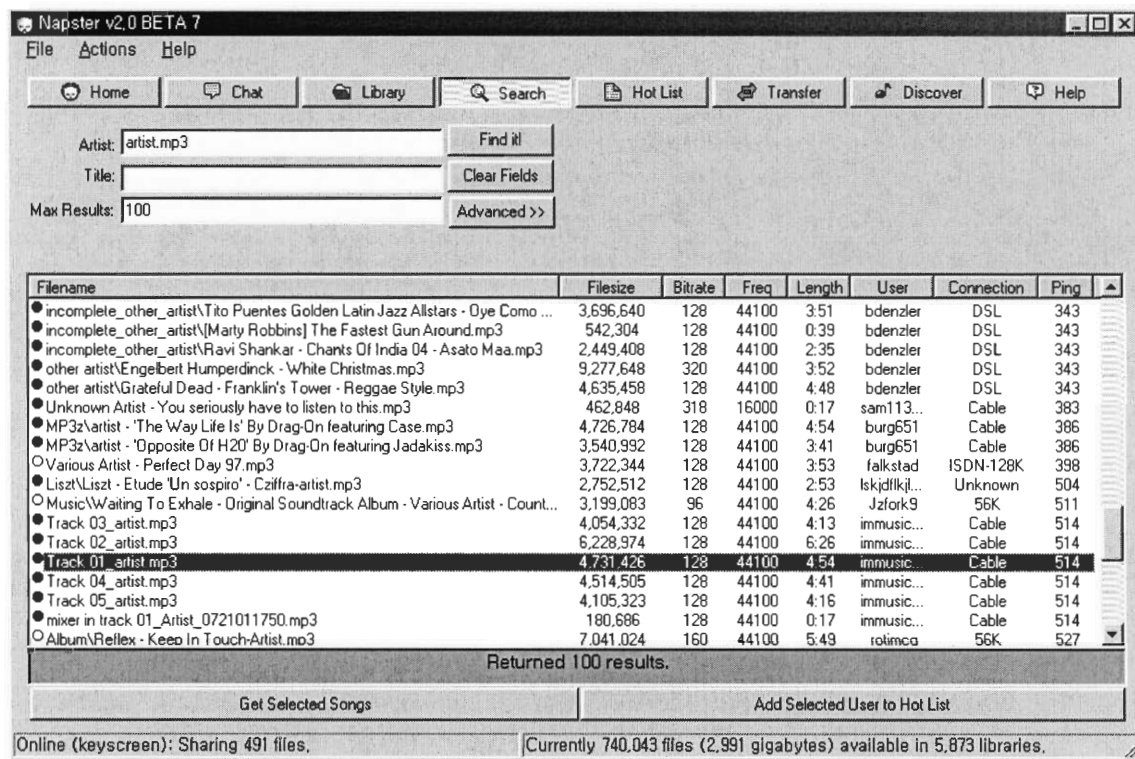 Napster v2.0 BETA 7
File Actions Help
Home Chat Library Search Hot List Transfer Discover Help
Artist: artist.mp3 Find it!
Title: Clear Fields
Max Results: 100 Advanced >>
Filename Filesize Bitrate Freq Length User Connection Ping
incomplete_other_artist\Tito Puentes Golden Latin Jazz Allstars - Oye Como ... 3,696,640 128 44100 3:51 bdenzler DSL 343
incomplete_other_artist\[Marty Robbins] The Fastest Gun Around.mp3 542,304 128 44100 0:39 bdenzler DSL 343
incomplete_other_artist\Ravi Shankar - Chants Of India 04 - Asato Maa.mp3 2,449,408 128 44100 2:35 bdenzler DSL 343
other artist\Engelbert Humperdinck - White Christmas.mp3 9,277,648 320 44100 3:52 bdenzler DSL 343
other artist\Grateful Dead - Franklin's Tower - Reggae Style.mp3 4,635,458 128 44100 4:48 bdenzler DSL 343
Unknown Artist - You seriously have to listen to this.mp3 462,848 318 16000 0:17 sam113... Cable 383
MP3z\artist - 'The Way Life Is' By Drag-On featuring Case.mp3 4,726,784 128 44100 4:54 burg651 Cable 386
MP3z\artist - 'Opposite Of H20' By Drag-On featuring Jadakiss.mp3 3,540,992 128 44100 3:41 burg651 Cable 386
Various Artist - Perfect Day 97.mp3 3,722,344 128 44100 3:53 falkstad ISDN-128K 398
Liszt\Liszt - Etude 'Un sospiro' - Cziffra-artist.mp3 2,752,512 128 44100 2:53 lskjdflkjl... Unknown 504
Music\Waiting To Exhale - Original Soundtrack Album - Various Artist - Count... 3,199,083 96 44100 4:26 Jzfork9 56K 511
Track 03_artist.mp3 4,054,332 128 44100 4:13 immusic... Cable 514
Track 02_artist.mp3 6,228,974 128 44100 6:26 immusic... Cable 514
Track 01_artist.mp3 4,731,426 128 44100 4:54 immusic... Cable 514
Track 04_artist.mp3 4,514,505 128 44100 4:41 immusic... Cable 514
Track 05_artist.mp3 4,105,323 128 44100 4:16 immusic... Cable 514
mixer in track 01_Artist_0721011750.mp3 180,686 128 44100 0:17 immusic... Cable 514
Album\Reflex - Keep In Touch-Artist.mp3 7,041,024 160 44100 5:49 rotimca 56K 527
Returned 100 results.
Get Selected Songs Add Selected User to Hot List
Online (keyscreen): Sharing 491 files. Currently 740,043 files (2,991 gigabytes) available in 5,873 libraries.